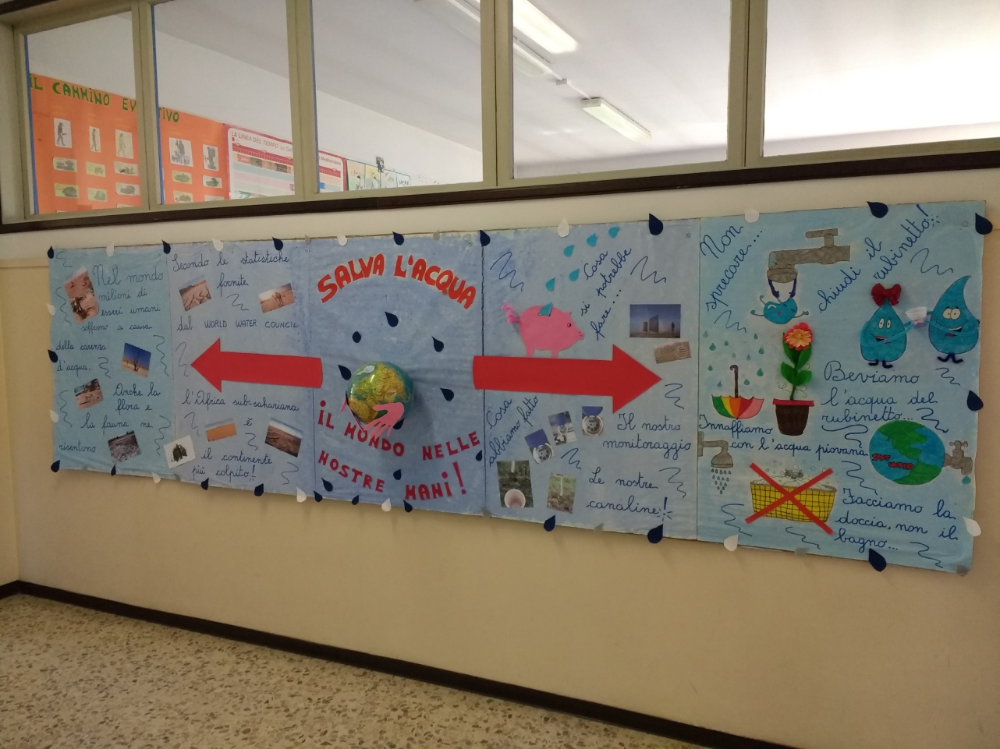 IL CAMMINO EV TIVO
LA LINEA DEL TEMPO
Nel mondo
milioni di
esseri umani
soffrono a causa
della carenza
d'acqua.
Anche la
flora e
la fauna ne
risentono
Secondo le statistiche
fornite
dal WORLD WATER COUNCIL
l'Africa sub-sahariana
è
il continente
più colpito!
SALVA L'ACQUA
IL MONDO NELLE
NOSTRE MANI!
Cosa
si potrebbe
fare...
Cosa
abbiamo fatto
Il nostro
monitoraggio
Le nostre
canaline!
Non
sprecare...
chiudi il
rubinetto!
Beviamo
l'acqua del
rubinetto...
Innaffiamo
con l'acqua piovana
Facciamo la
doccia, non il
bagno...